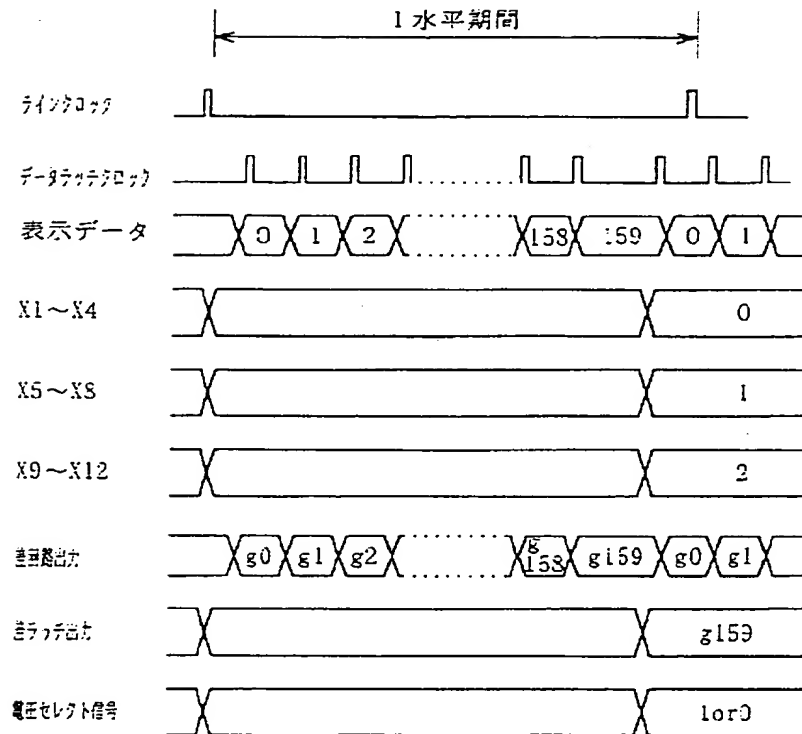 1水平期間
ラインクロック
データラッチクロック
表示データ 0 1 2 158 159 0 1
X1～X4 0
X5～X8 1
X9～X12 2
差回路出力 g0 g1 g2 g158 g159 g0 g1
差ラッチ出力 g159
電圧セレクト信号 1or0